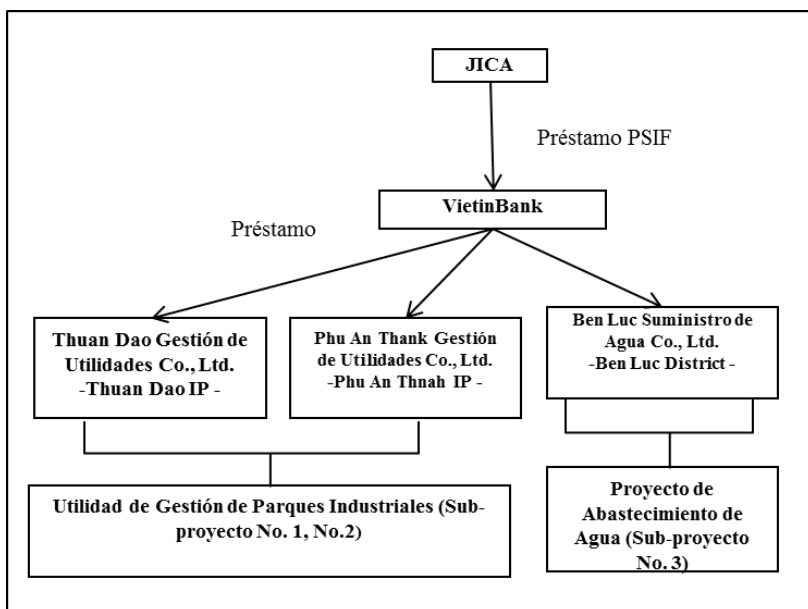 JICA
Préstamo PSIF
VietinBank
Préstamo
Thuan Dao Gestión de
Utilidades Co., Ltd.
-Thuan Dao IP -
Phu An Thank Gestión
de Utilidades Co., Ltd.
-Phu An Thnah IP -
Ben Luc Suministro de
Agua Co., Ltd.
-Ben Luc District -
Utilidad de Gestión de Parques Industriales (Sub-
proyecto No. 1, No.2)
Proyecto de
Abastecimiento de
Agua (Sub-proyecto
No. 3)